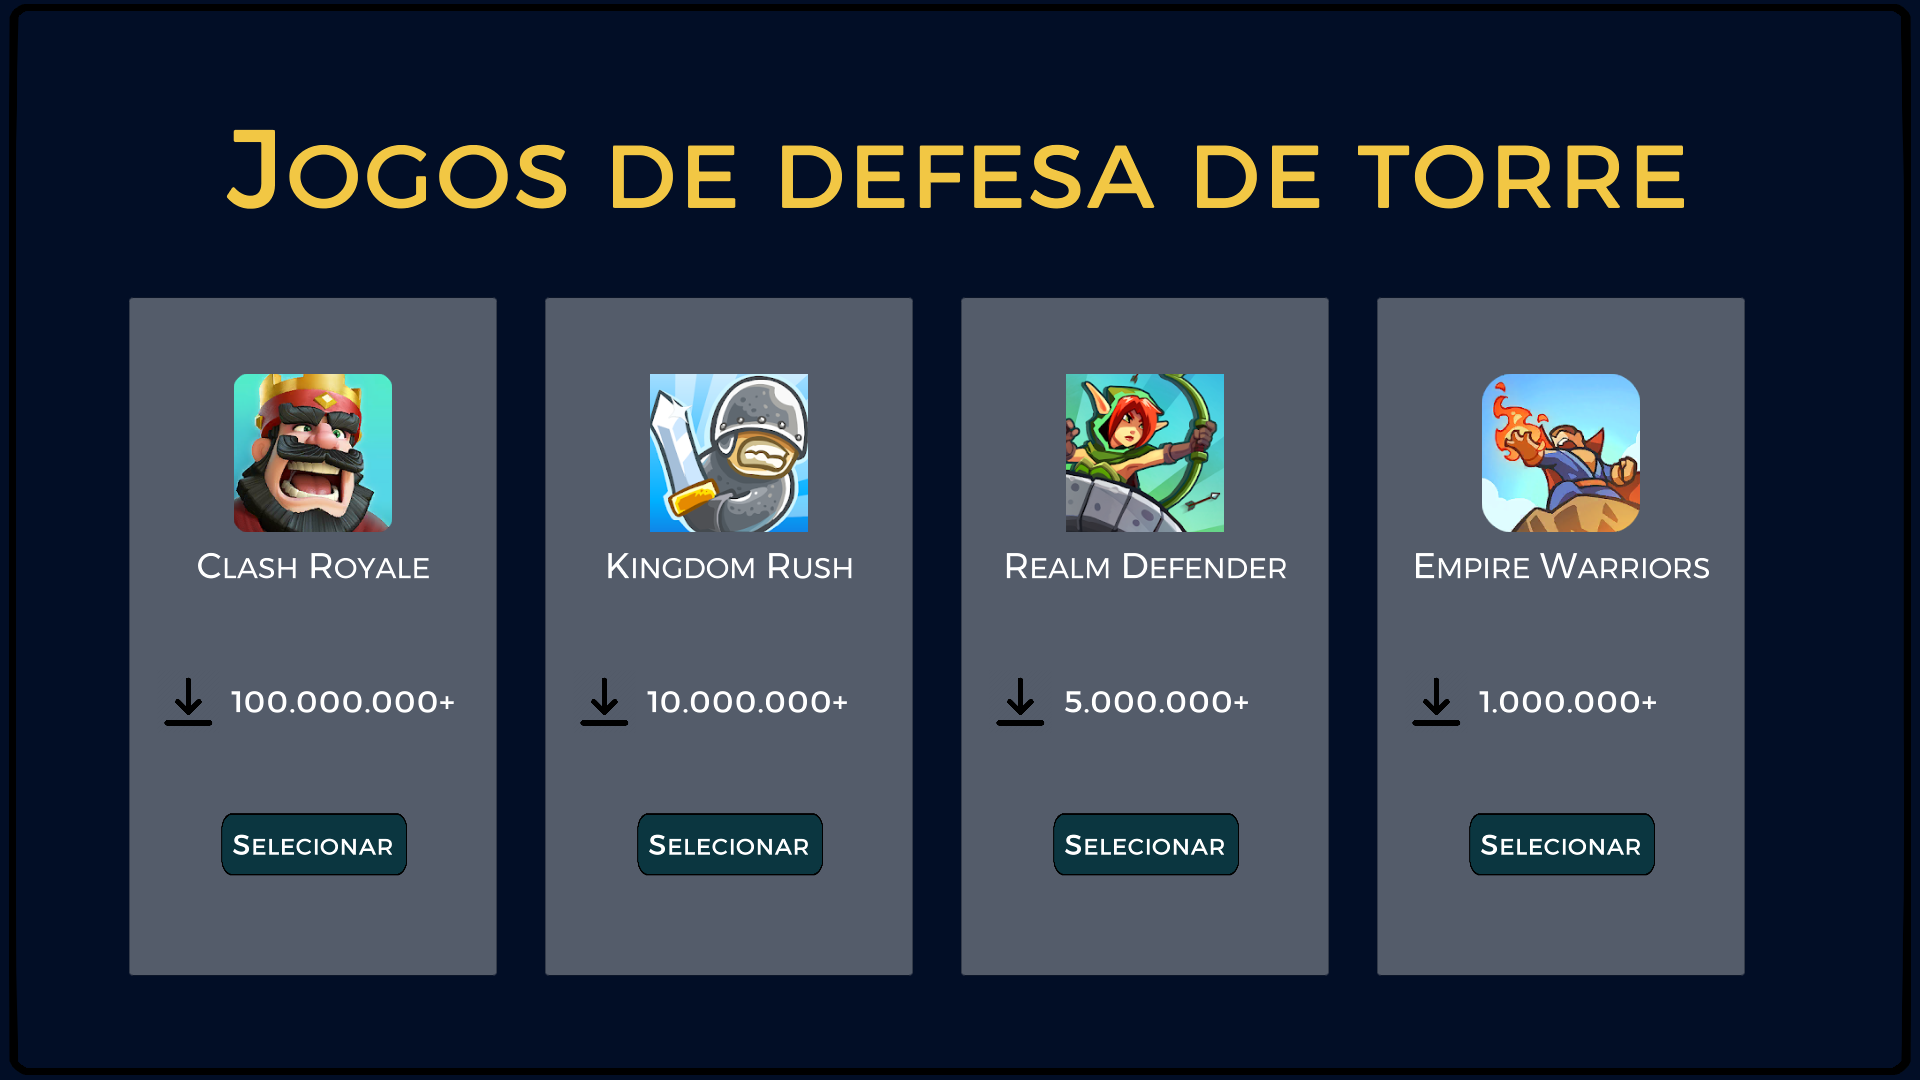 Jogos de defesa de torre
Clash Royale
100.000.000+
Selecionar
Kingdom Rush
10.000.000+
Selecionar
Realm Defender
5.000.000+
Selecionar
Empire Warriors
1.000.000+
Selecionar